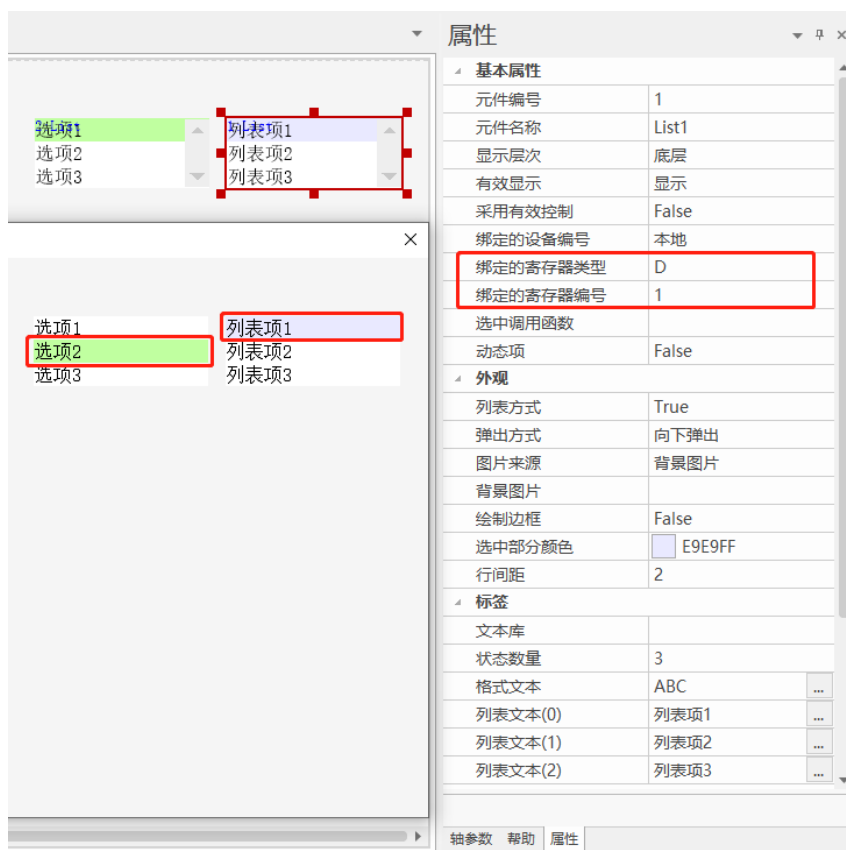 属性
基本属性
元件编号 1
元件名称 List1
显示层次 底层
有效显示 显示
采用有效控制 False
绑定的设备编号 本地
绑定的寄存器类型 D
绑定的寄存器编号 1
选中调用函数
动态项 False
外观
列表方式 True
弹出方式 向下弹出
图片来源 背景图片
背景图片
绘制边框 False
选中部分颜色 E9E9FF
行间距 2
标签
文本库
状态数量 3
格式文本 ABC ...
列表文本(0) 列表项1 ...
列表文本(1) 列表项2 ...
列表文本(2) 列表项3 ...
轴参数 帮助 属性
选项1 列表项1
选项2 列表项2
选项3 列表项3
选项1 列表项1
选项2 列表项2
选项3 列表项3